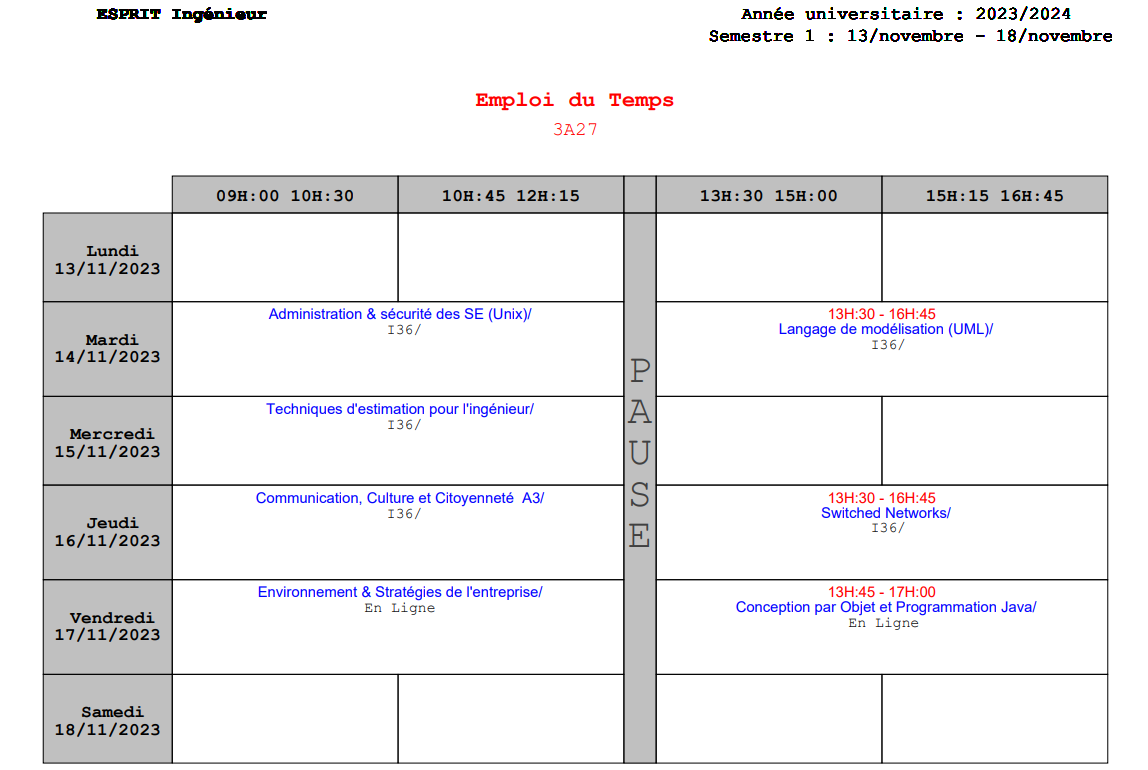 ESPRIT Ingénieur
Année universitaire : 2023/2024
Semestre 1 : 13/novembre - 18/novembre
Emploi du Temps
3A27
09H:00 10H:30
10H:45 12H:15
13H:30 15H:00
15H:15 16H:45
PAUSE
Lundi
13/11/2023
Mardi
14/11/2023
Administration & sécurité des SE (Unix)/
I36/
13H:30 - 16H:45
Langage de modélisation (UML)/
I36/
Mercredi
15/11/2023
Techniques d'estimation pour l'ingénieur/
I36/
Jeudi
16/11/2023
Communication, Culture et Citoyenneté  A3/
I36/
13H:30 - 16H:45
Switched Networks/
I36/
Vendredi
17/11/2023
Environnement & Stratégies de l'entreprise/
En Ligne
13H:45 - 17H:00
Conception par Objet et Programmation Java/
En Ligne
Samedi
18/11/2023